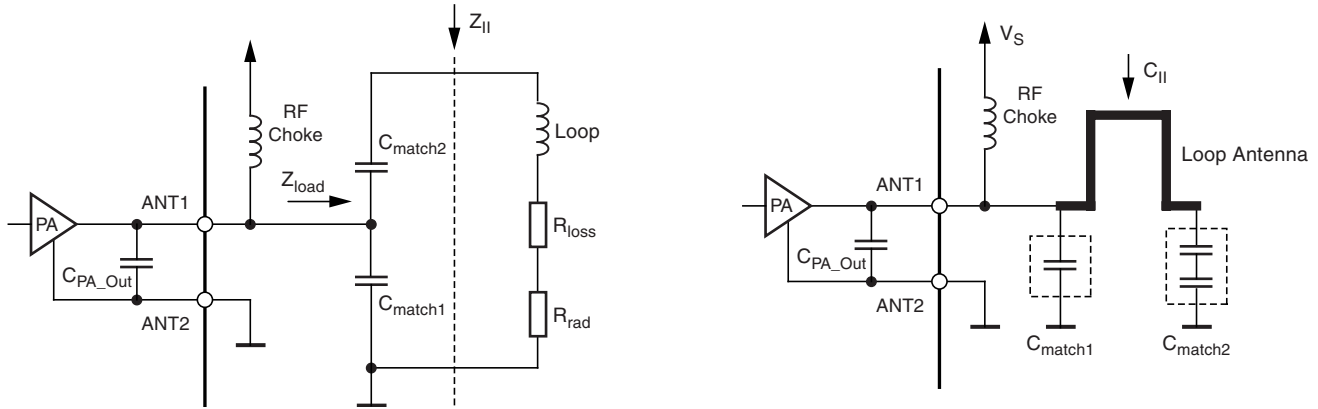 Z_II
RF
Choke
C_match2
Loop
Z_load
ANT1
PA
R_loss
C_PA_Out
C_match1
R_rad
ANT2
V_S
C_II
RF
Choke
Loop Antenna
ANT1
PA
C_PA_Out
ANT2
C_match1
C_match2